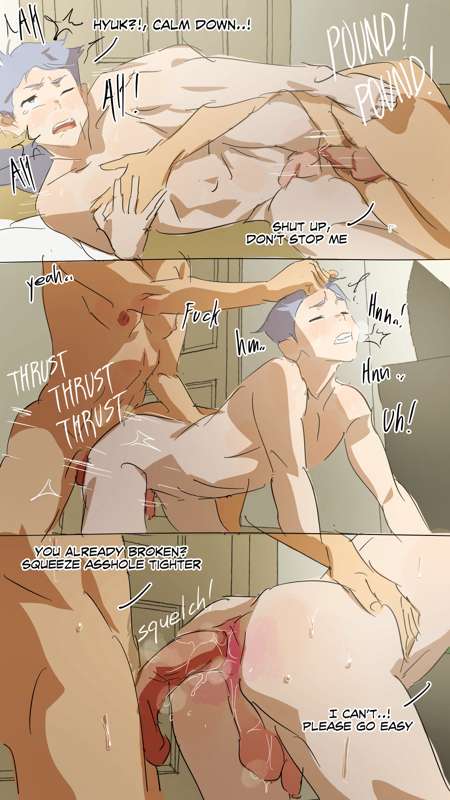 AH
HYUK?!, CALM DOWN..!
AH!
AH
POUND!
POUND!
SHUT UP,
DON'T STOP ME
yeah..
Fuck
hm..
Hnn..!
Hnn..
Uh!
THRUST
THRUST
THRUST
YOU ALREADY BROKEN?
SQUEEZE ASSHOLE TIGHTER
squelch!
I CAN'T..!
PLEASE GO EASY